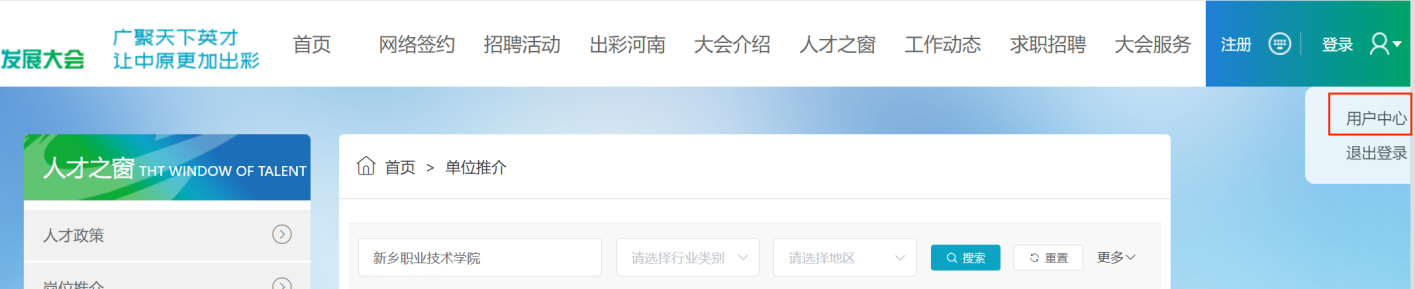 发展大会
广聚天下英才
让中原更加出彩
首页 网络签约 招聘活动 出彩河南 大会介绍 人才之窗 工作动态 求职招聘 大会服务 注册 登录
用户中心
退出登录
人才之窗 THT WINDOW OF TALENT
首页 > 单位推介
人才政策
新乡职业技术学院 请选择行业类别 请选择地区 搜索 重置 更多
岗位推介